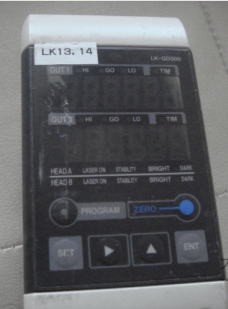 LK13, 14
LK-GD500
OUT 1 HI GO LO TIM
OUT 2 HI GO LO TIM
HEAD A LASER ON STABILITY BRIGHT DARK
HEAD B LASER ON STABILITY BRIGHT DARK
PROGRAM ZERO
SET ENT